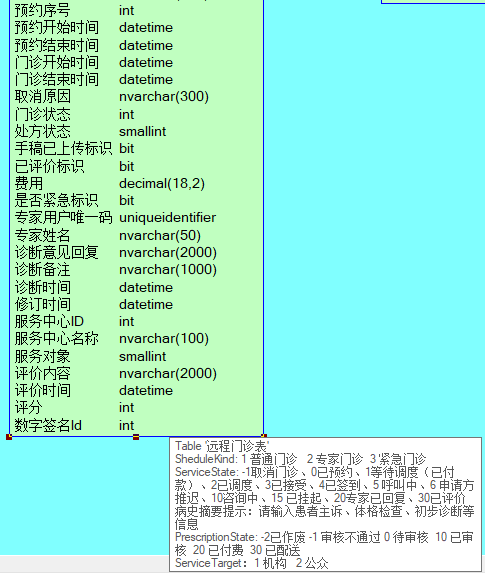 预约序号 int
预约开始时间 datetime
预约结束时间 datetime
门诊开始时间 datetime
门诊结束时间 datetime
取消原因 nvarchar(300)
门诊状态 int
处方状态 smallint
手稿已上传标识 bit
已评价标识 bit
费用 decimal(18,2)
是否紧急标识 bit
专家用户唯一码 uniqueidentifier
专家姓名 nvarchar(50)
诊断意见回复 nvarchar(2000)
诊断备注 nvarchar(1000)
诊断时间 datetime
修订时间 datetime
服务中心ID int
服务中心名称 nvarchar(100)
服务对象 smallint
评价内容 nvarchar(2000)
评价时间 datetime
评分 int
数字签名Id int
Table '远程门诊表'
SheduleKind: 1 普通门诊 2 专家门诊 3 紧急门诊
ServiceState: -1取消门诊、0已预约、1等待调度（已付
款）、2已调度、3已接受、4已签到、5 呼叫中、6 申请方
推迟、10咨询中、15 已挂起、20专家已回复、30已评价
病史摘要提示：请输入患者主诉、体格检查、初步诊断等
信息
PrescriptionState: -2已作废 -1 审核不通过 0 待审核 10 已审
核 20 已付费 30 已配送
ServiceTarget：1 机构 2 公众